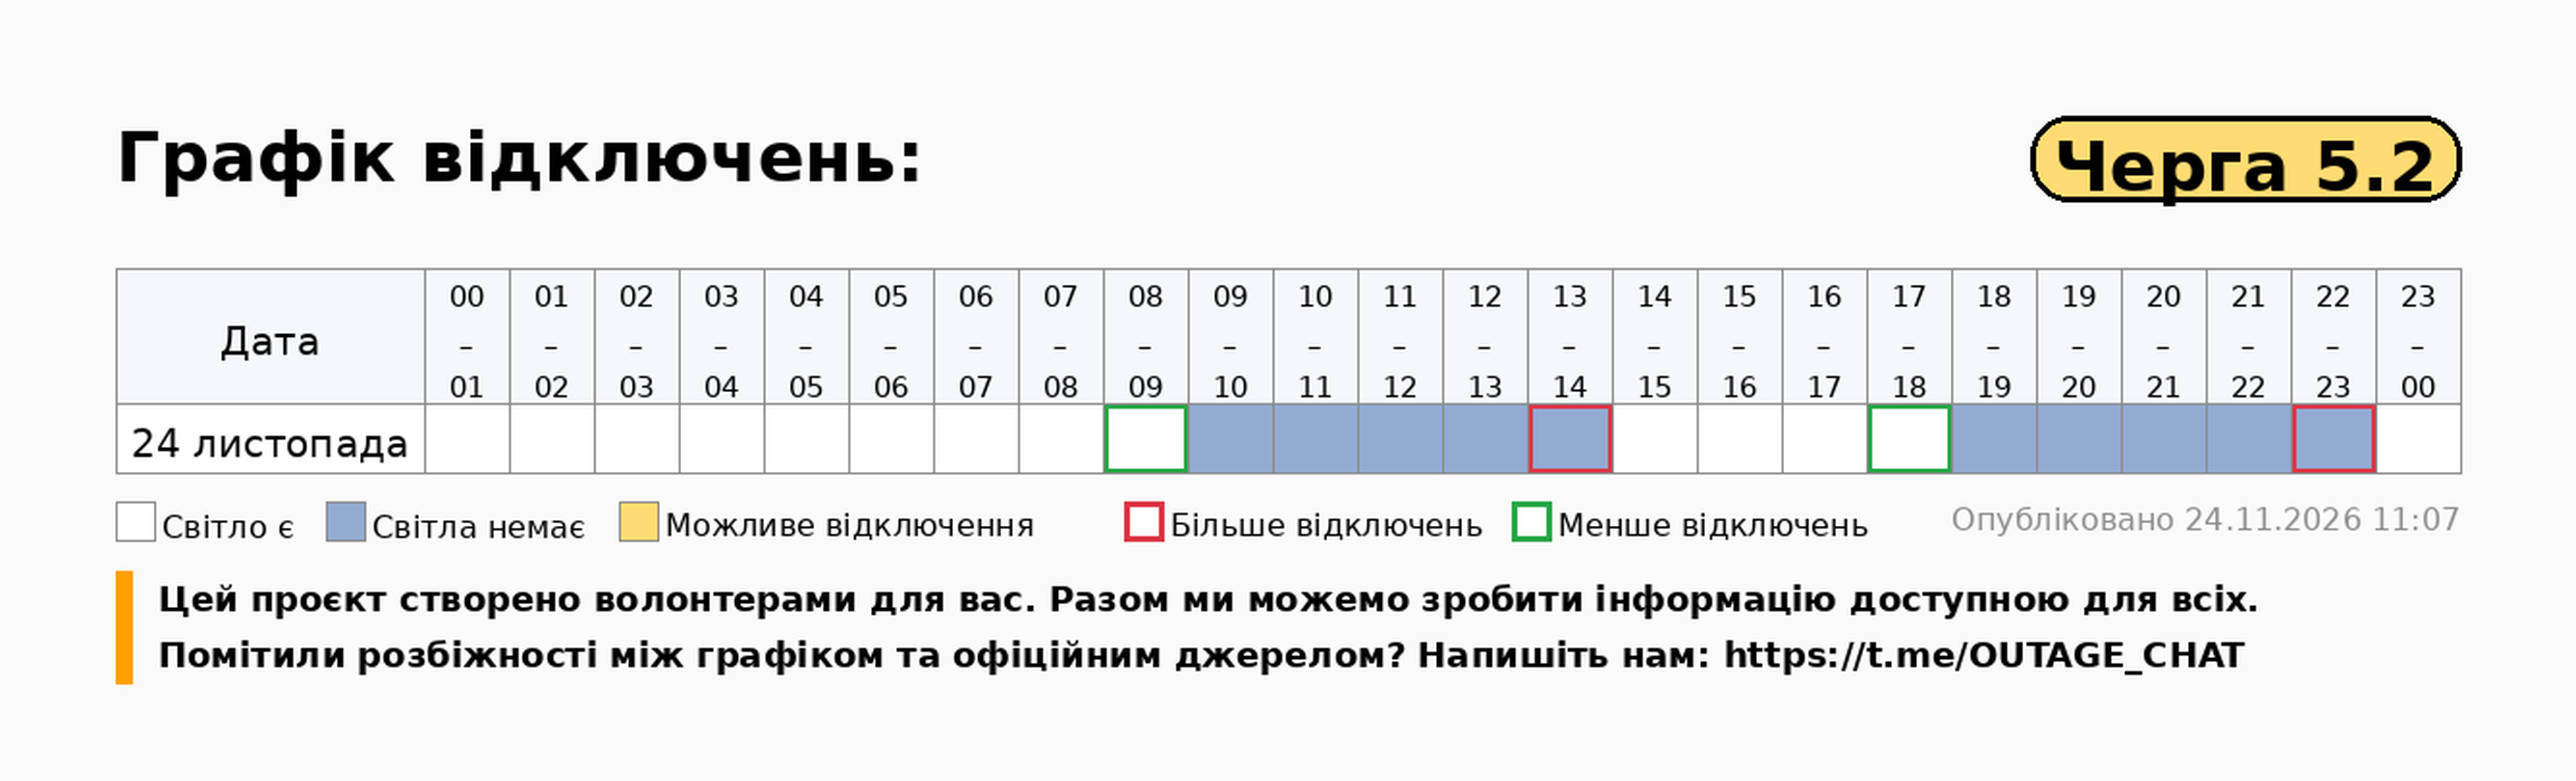 Графік відключень:
Черга 5.2
Дата
00 – 01
01 – 02
02 – 03
03 – 04
04 – 05
05 – 06
06 – 07
07 – 08
08 – 09
09 – 10
10 – 11
11 – 12
12 – 13
13 – 14
14 – 15
15 – 16
16 – 17
17 – 18
18 – 19
19 – 20
20 – 21
21 – 22
22 – 23
23 – 00
24 листопада
Світло є
Світла немає
Можливе відключення
Більше відключень
Менше відключень
Опубліковано 24.11.2026 11:07
Цей проєкт створено волонтерами для вас. Разом ми можемо зробити інформацію доступною для всіх.
Помітили розбіжності між графіком та офіційним джерелом? Напишіть нам: https://t.me/OUTAGE_CHAT